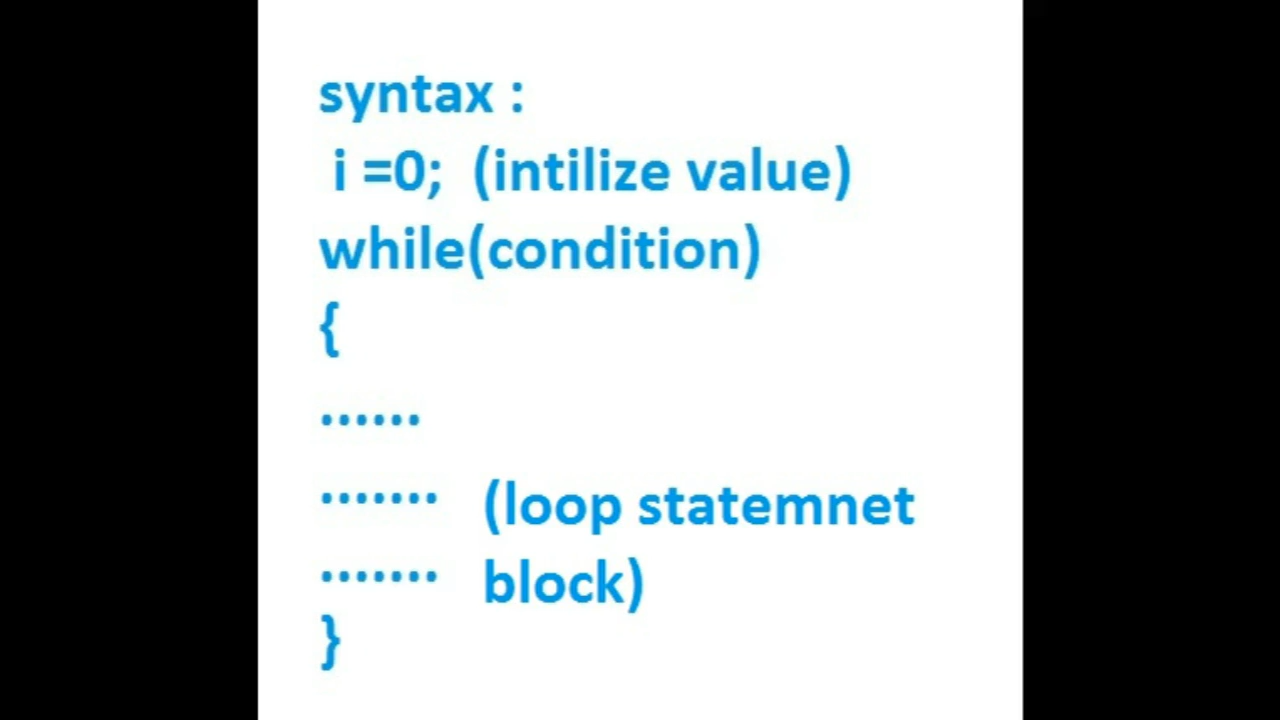 syntax :
i =0;  (intilize value)
while(condition)
{
......
.......  (loop statemnet
.......  block)
}